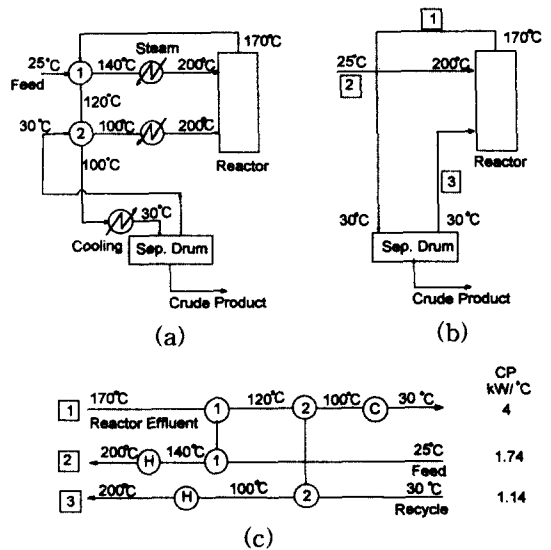 170°C
Steam
25°C 140°C 200°C
Feed
1
120°C
30°C 100°C 200°C
2
100°C
Reactor
30°C
Cooling
Sep. Drum
Crude Product
(a)
1
170°C
25°C 200°C
2
Reactor
3
30°C 30°C
Sep. Drum
Crude Product
(b)
CP
kW/°C
1 170°C 1 120°C 2 100°C C 30°C 4
Reactor Effluent
2 200°C H 140°C 1 25°C 1.74
Feed
3 200°C H 100°C 2 30°C 1.14
Recycle
(c)